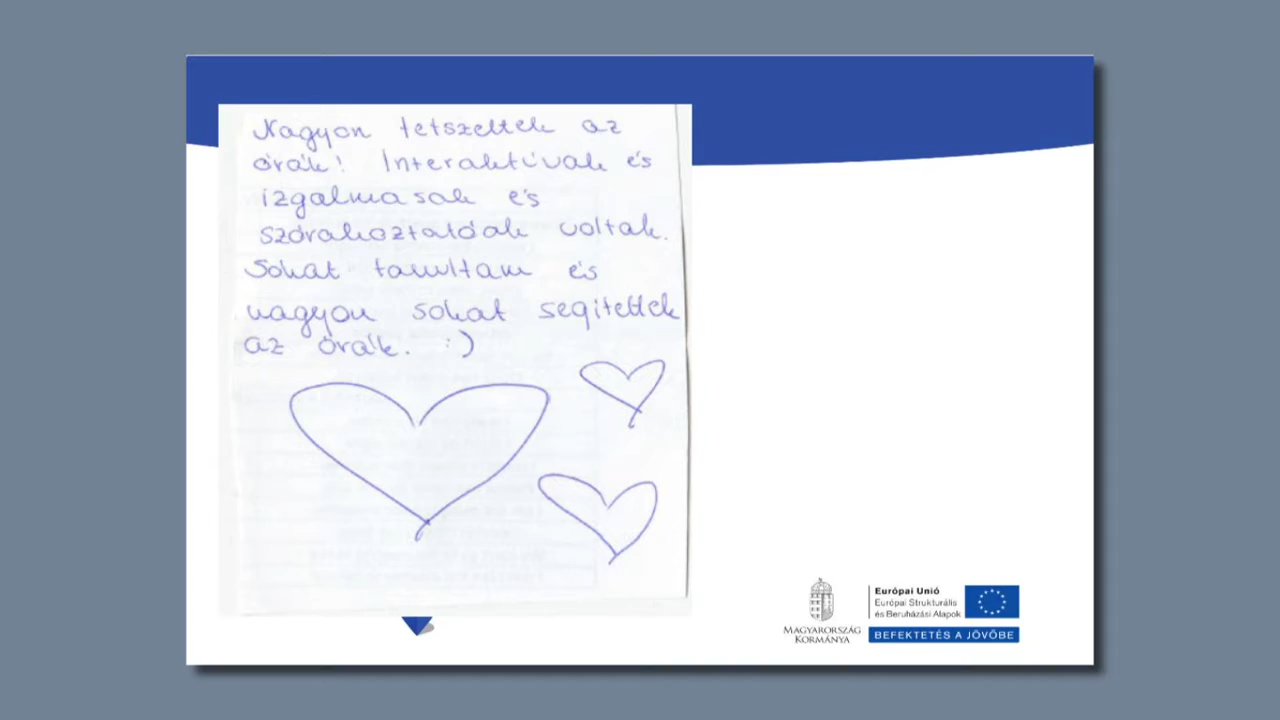 Nagyon tetszettek az
órák! Interaktívak és
izgalmasak és
szórakoztatóak voltak.
Sokat tanultam és
nagyon sokat segítettek
az órák. :)
MAGYARORSZÁG
KORMÁNYA
Európai Unió
Európai Strukturális
és Beruházási Alapok
BEFEKTETÉS A JÖVŐBE